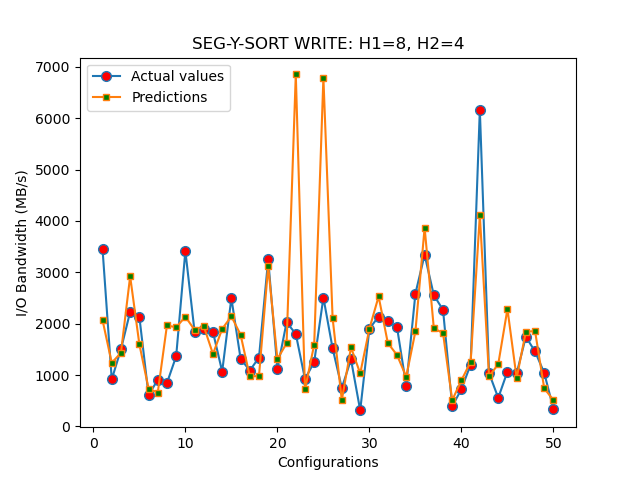 SEG-Y-SORT WRITE: H1=8, H2=4
Actual values
Predictions
7000
6000
5000
4000
3000
2000
1000
0
I/O Bandwidth (MB/s)
0 10 20 30 40 50
Configurations